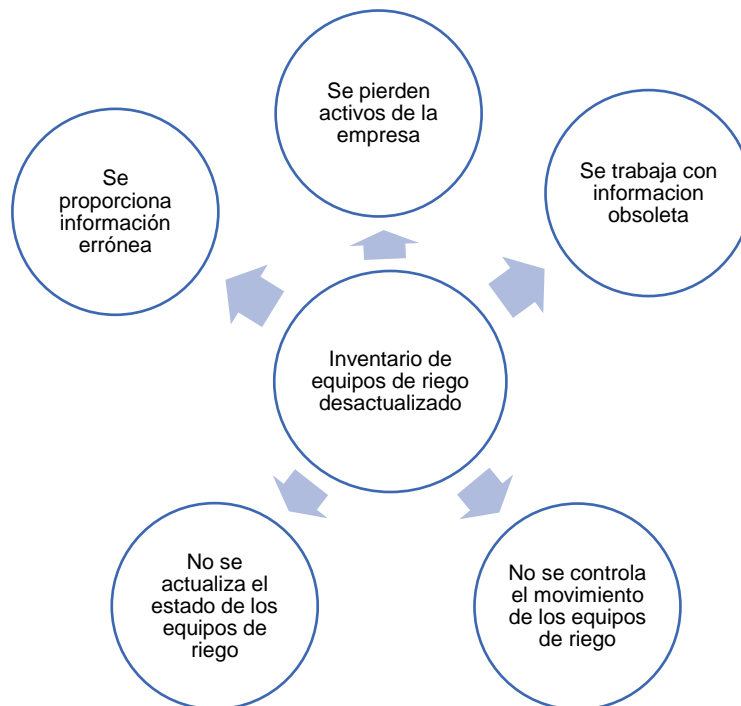 Se pierden
activos de la
empresa
Se
proporciona
información
errónea
Se trabaja con
informacion
obsoleta
Inventario de
equipos de riego
desactualizado
No se
actualiza el
estado de los
equipos de
riego
No se controla
el movimiento
de los equipos
de riego